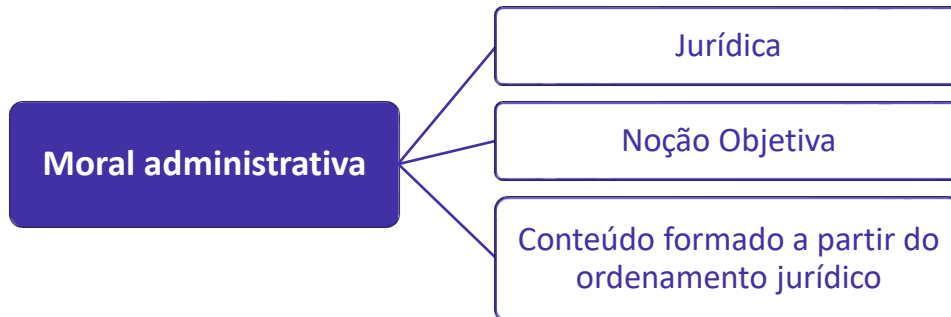 Moral administrativa
Jurídica
Noção Objetiva
Conteúdo formado a partir do
ordenamento jurídico